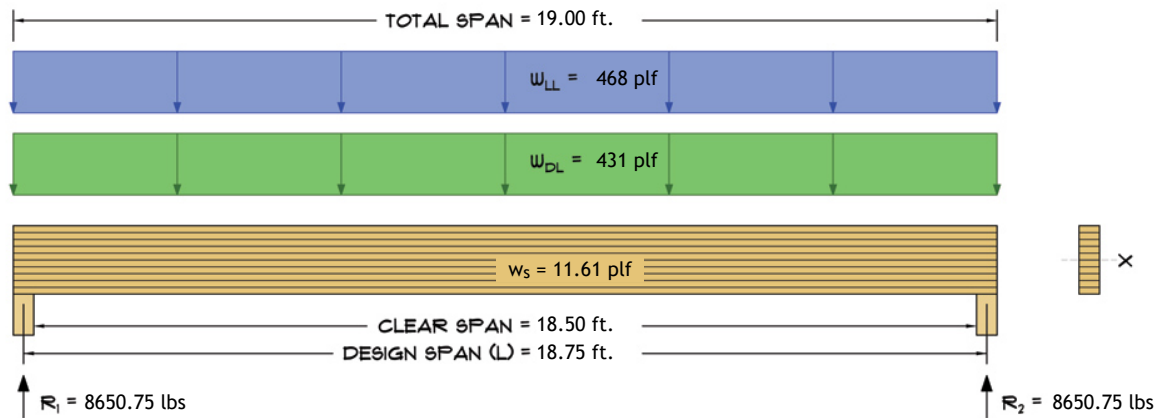 TOTAL SPAN = 19.00 ft.
wLL = 468 plf
wDL = 431 plf
ws = 11.61 plf
X
CLEAR SPAN = 18.50 ft.
DESIGN SPAN (L) = 18.75 ft.
R1 = 8650.75 lbs
R2 = 8650.75 lbs